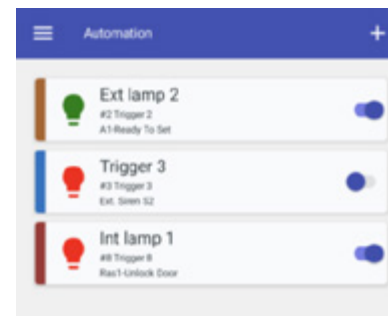 Automation
Ext lamp 2
#2 Trigger 2
A1-Ready To Set
Trigger 3
#3 Trigger 3
Ext. Siren S2
Int lamp 1
#8 Trigger 8
Ras1-Unlock Door